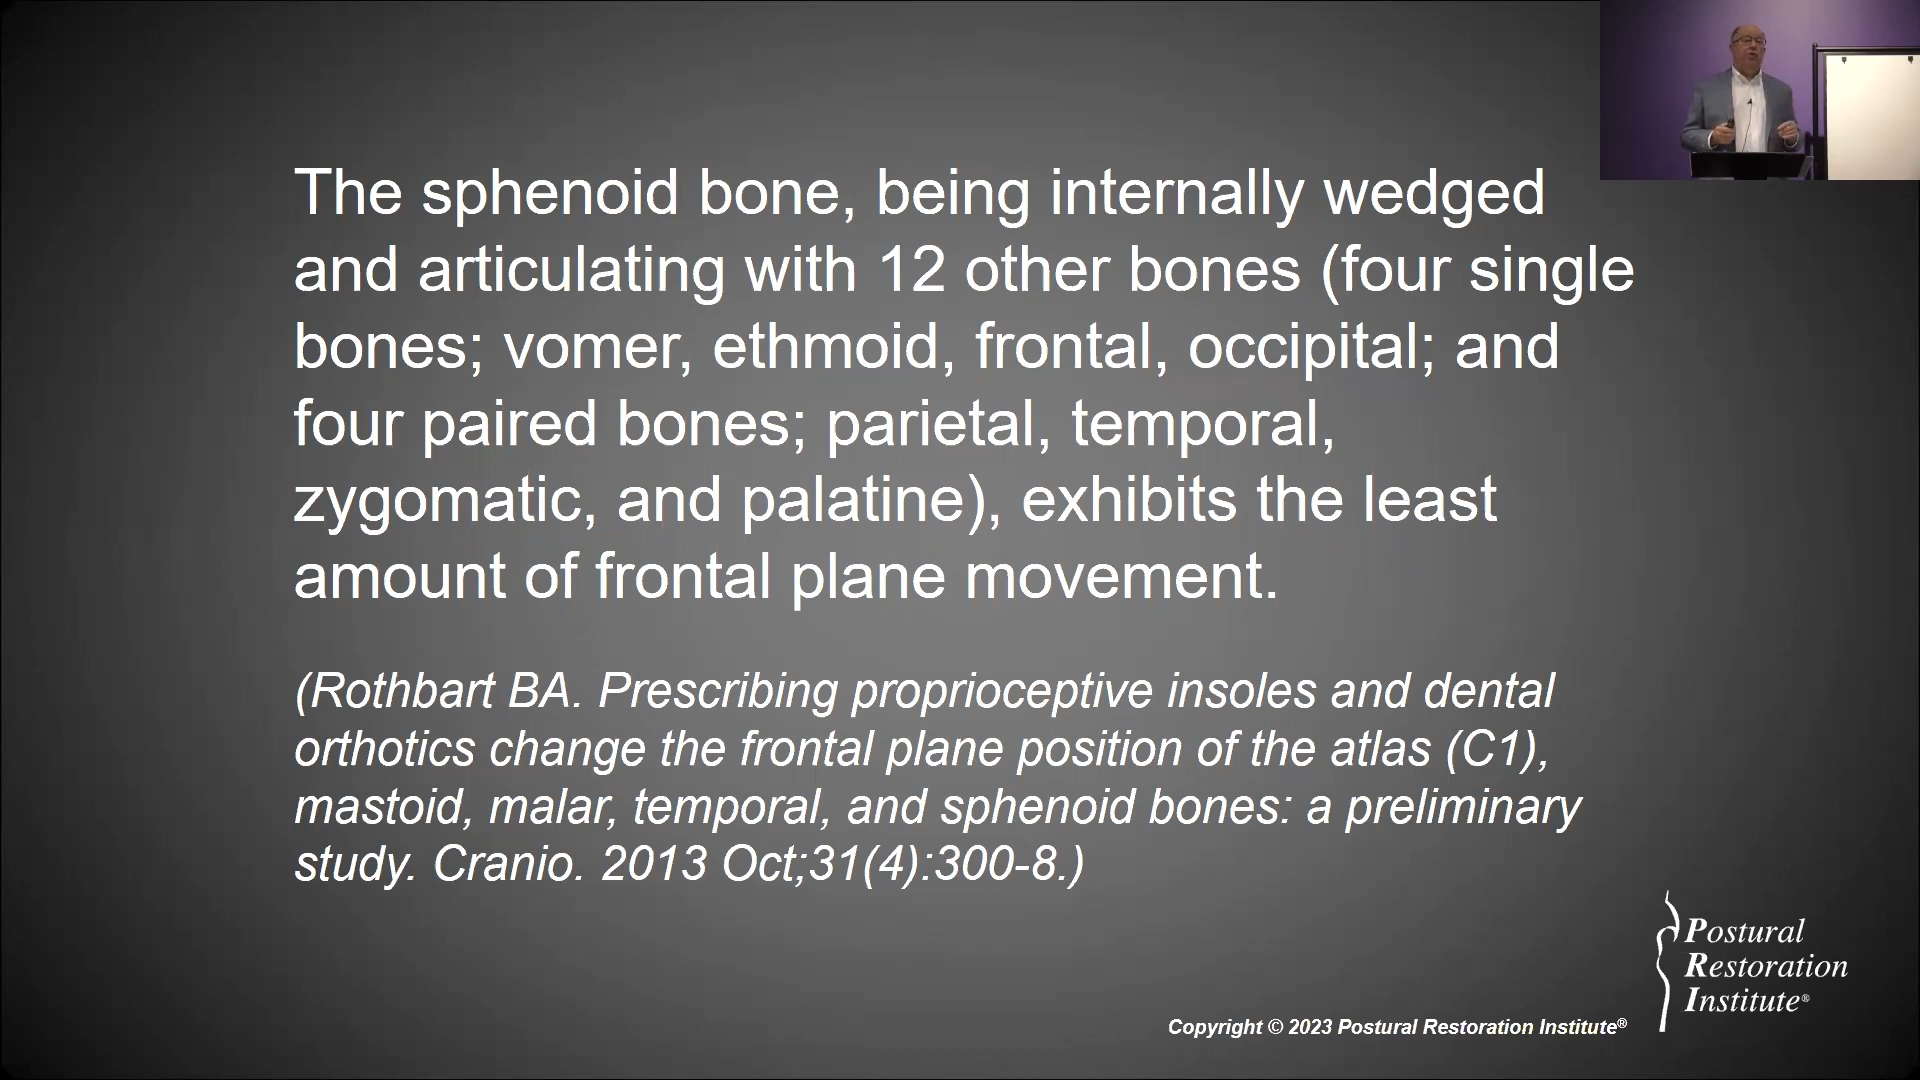 The sphenoid bone, being internally wedged
and articulating with 12 other bones (four single
bones; vomer, ethmoid, frontal, occipital; and
four paired bones; parietal, temporal,
zygomatic, and palatine), exhibits the least
amount of frontal plane movement.
(Rothbart BA. Prescribing proprioceptive insoles and dental
orthotics change the frontal plane position of the atlas (C1),
mastoid, malar, temporal, and sphenoid bones: a preliminary
study. Cranio. 2013 Oct;31(4):300-8.)
Postural
Restoration
Institute®
Copyright © 2023 Postural Restoration Institute®